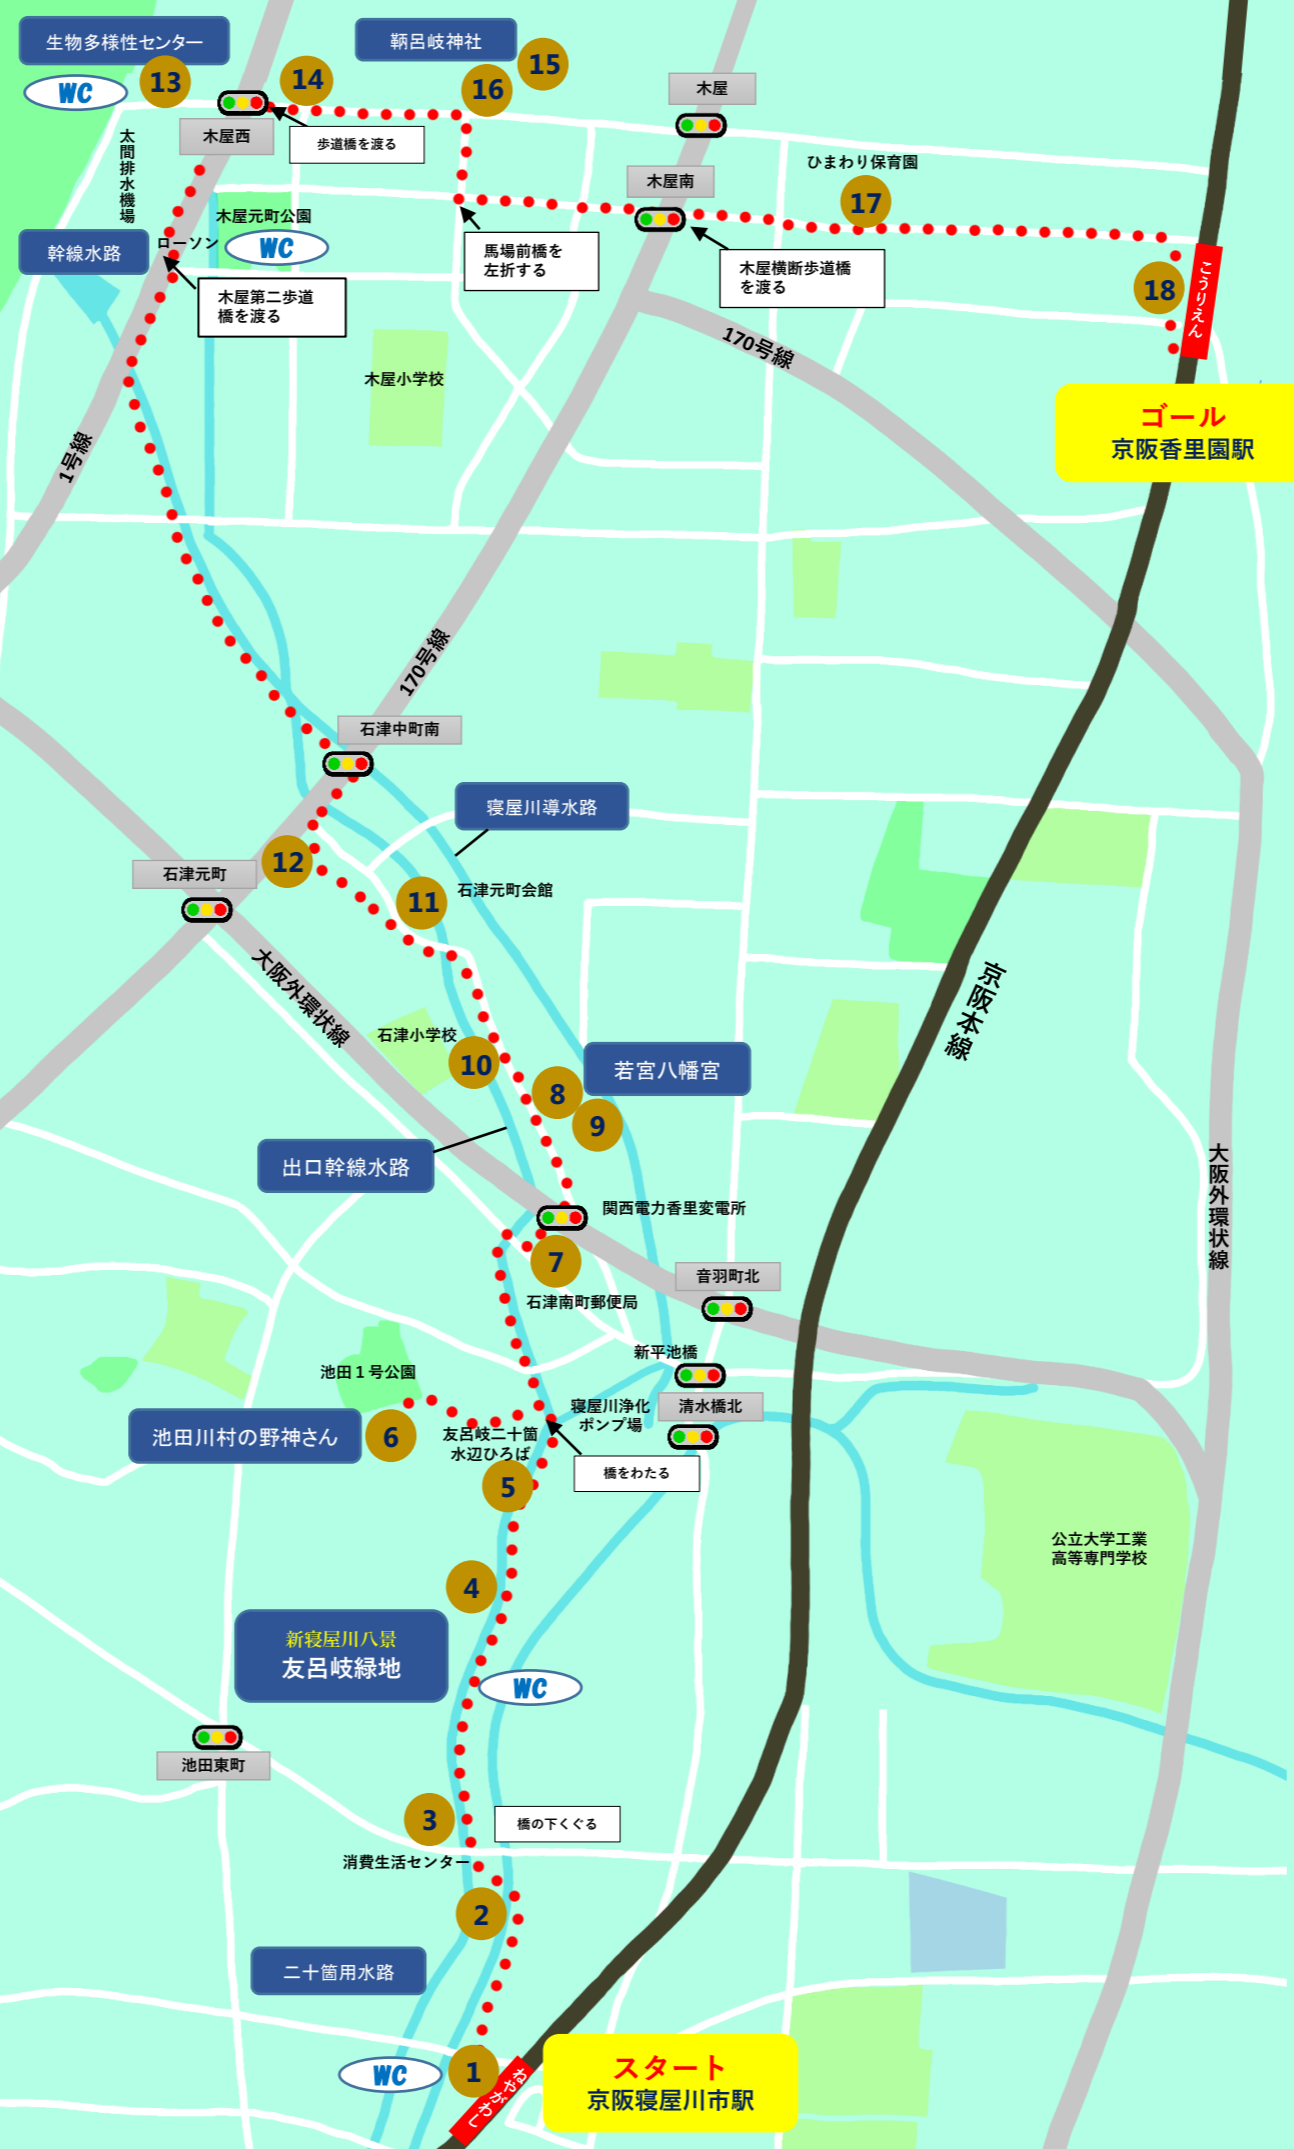 生物多様性センター
WC
13
14
鞆呂岐神社
16
15
木屋
木屋西
歩道橋を渡る
太間排水機場
木屋南
ひまわり保育園
17
木屋元町公園
WC
ローソン
幹線水路
木屋第二歩道
橋を渡る
馬場前橋を
左折する
木屋横断歩道橋
を渡る
18
こうりえん
170号線
木屋小学校
ゴール
京阪香里園駅
1号線
170号線
石津中町南
寝屋川導水路
石津元町
12
11
石津元町会館
大阪外環状線
京阪本線
石津小学校
10
8
9
若宮八幡宮
出口幹線水路
関西電力香里変電所
大阪外環状線
7
音羽町北
石津南町郵便局
新平池橋
池田1号公園
清水橋北
寝屋川浄化
ポンプ場
池田川村の野神さん
6
友呂岐二十箇
水辺ひろば
橋をわたる
5
公立大学工業
高等専門学校
4
新寝屋川八景
友呂岐緑地
WC
池田東町
3
橋の下くぐる
消費生活センター
2
二十箇用水路
WC
1
ねやがわし
スタート
京阪寝屋川市駅